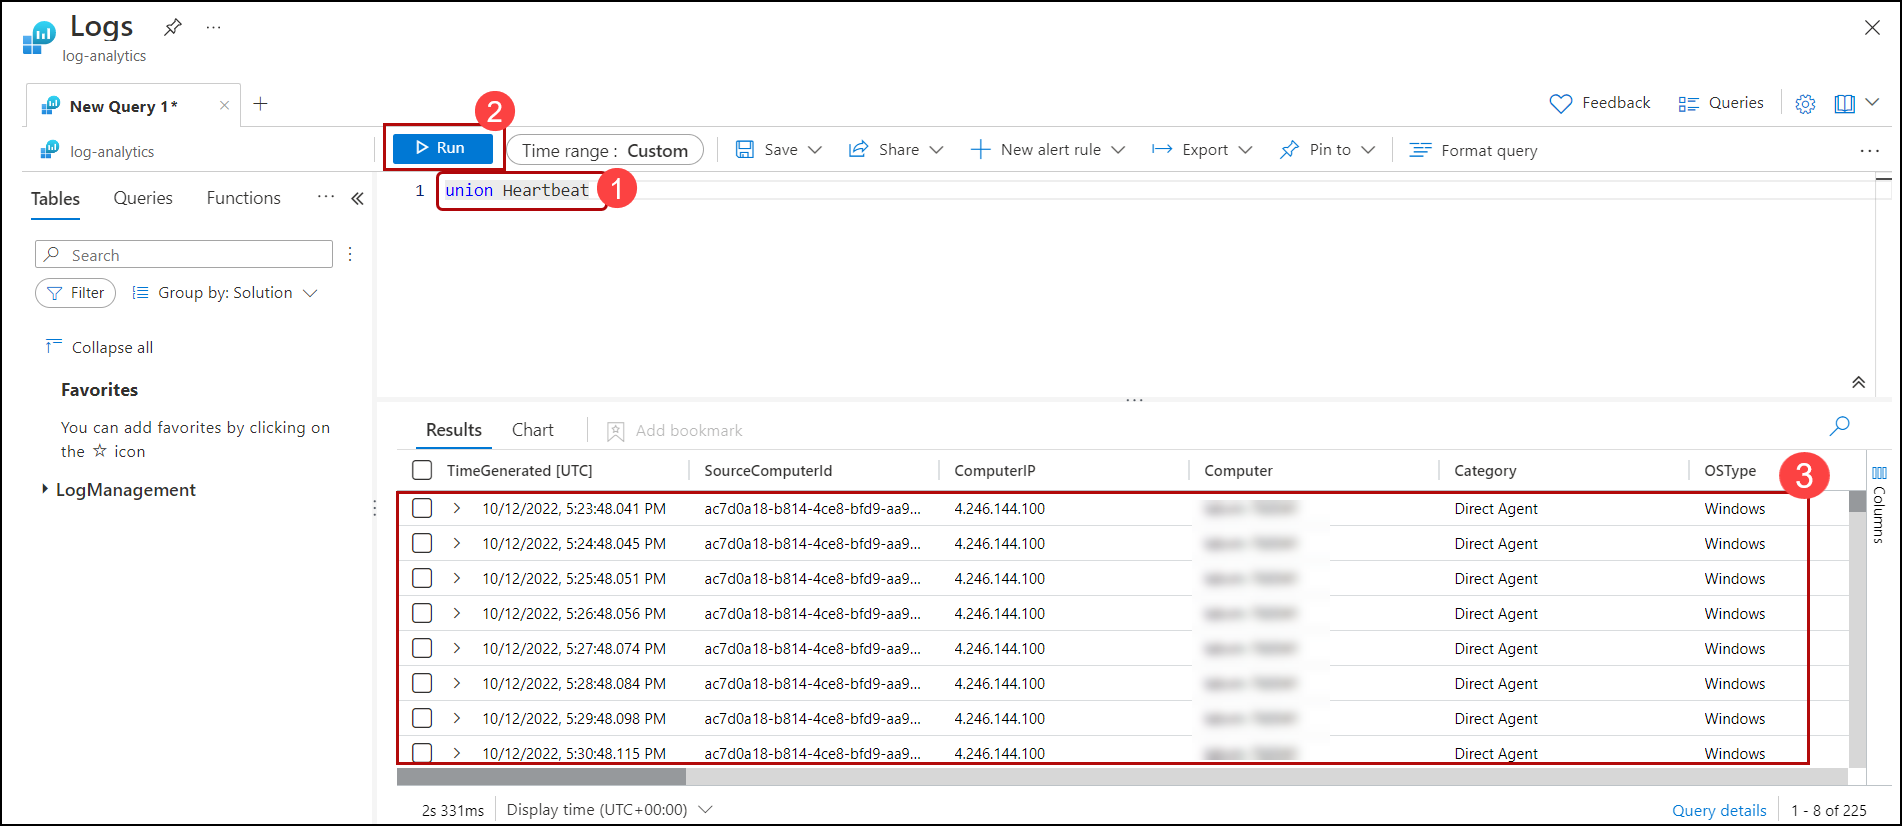 Logs ...
log-analytics
New Query 1* × +
Feedback Queries
log-analytics
Run 2 Time range : Custom Save Share New alert rule Export Pin to Format query ...
Tables Queries Functions ... «
1 union Heartbeat 1
Search
Filter Group by: Solution
Collapse all
Favorites
You can add favorites by clicking on
the ☆ icon
LogManagement
Results Chart Add bookmark
TimeGenerated [UTC] SourceComputerId ComputerIP Computer Category OSType 3
Columns
10/12/2022, 5:23:48.041 PM ac7d0a18-b814-4ce8-bfd9-aa9... 4.246.144.100 Direct Agent Windows
10/12/2022, 5:24:48.045 PM ac7d0a18-b814-4ce8-bfd9-aa9... 4.246.144.100 Direct Agent Windows
10/12/2022, 5:25:48.051 PM ac7d0a18-b814-4ce8-bfd9-aa9... 4.246.144.100 Direct Agent Windows
10/12/2022, 5:26:48.056 PM ac7d0a18-b814-4ce8-bfd9-aa9... 4.246.144.100 Direct Agent Windows
10/12/2022, 5:27:48.074 PM ac7d0a18-b814-4ce8-bfd9-aa9... 4.246.144.100 Direct Agent Windows
10/12/2022, 5:28:48.084 PM ac7d0a18-b814-4ce8-bfd9-aa9... 4.246.144.100 Direct Agent Windows
10/12/2022, 5:29:48.098 PM ac7d0a18-b814-4ce8-bfd9-aa9... 4.246.144.100 Direct Agent Windows
10/12/2022, 5:30:48.115 PM ac7d0a18-b814-4ce8-bfd9-aa9... 4.246.144.100 Direct Agent Windows
2s 331ms Display time (UTC+00:00) Query details 1 - 8 of 225